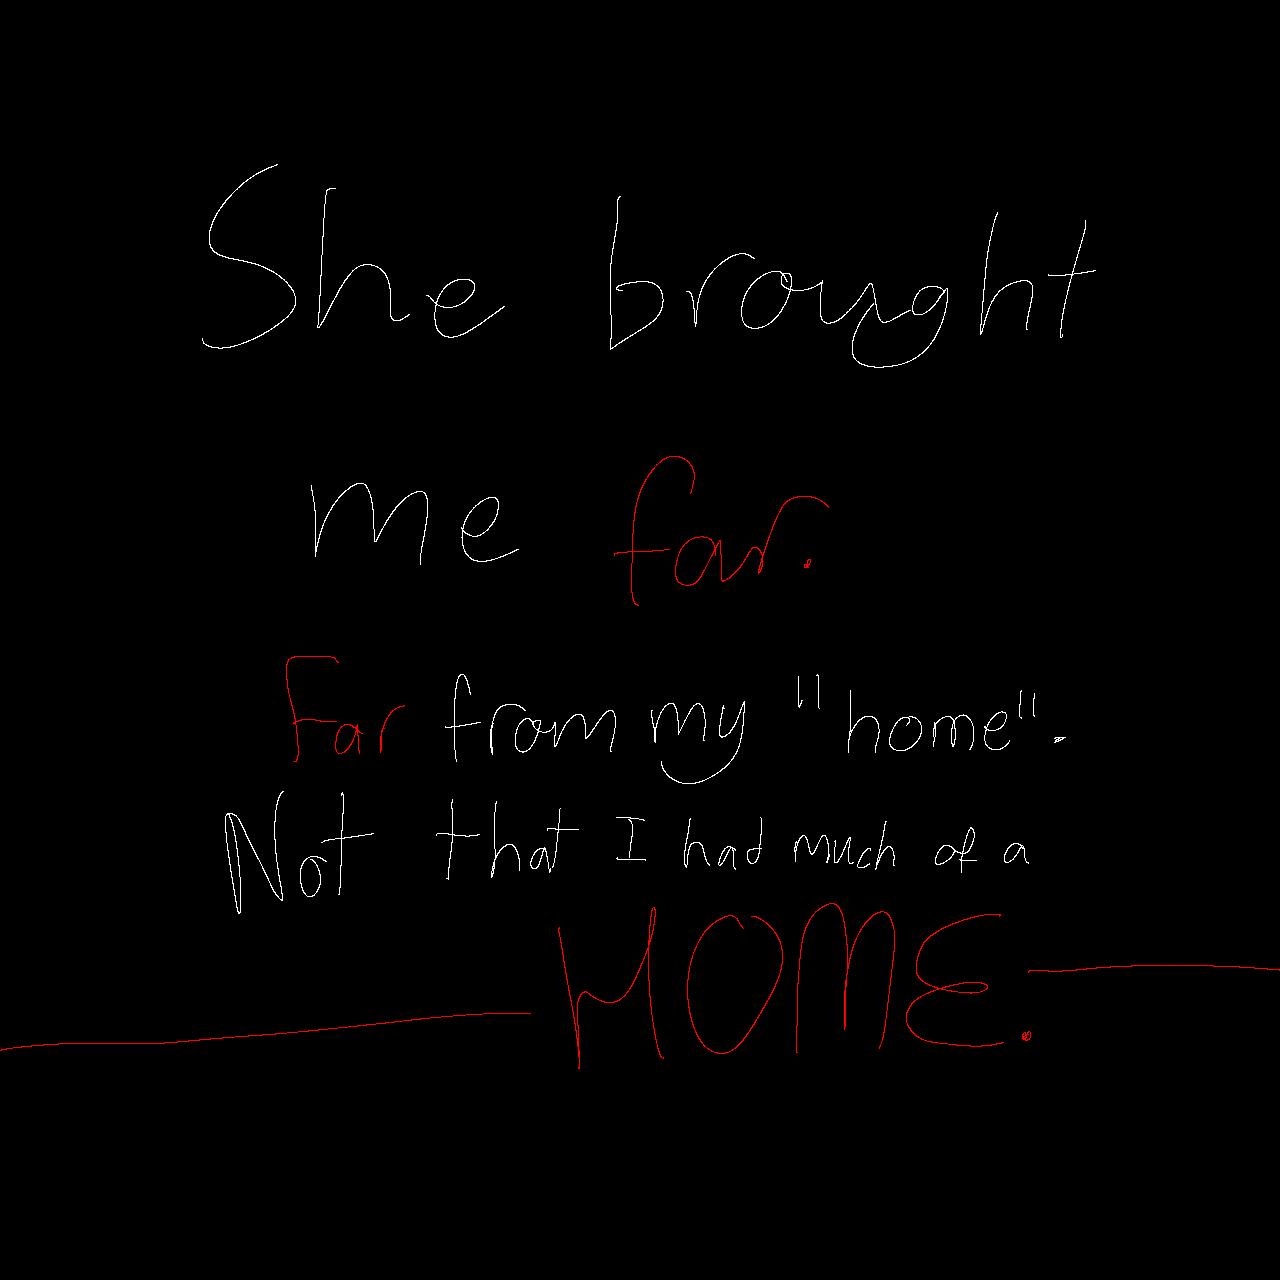 She brought
me far.
Far from my "home".
Not that I had much of a
HOME.